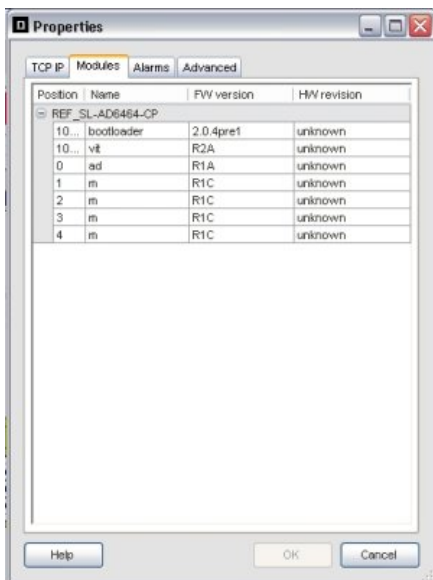 D Properties
TCP IP Modules Alarms Advanced
Position Name FW version HW revision
REF_SL-AD6464-CP
10... bootloader 2.0.4pre1 unknown
10... vit R2A unknown
0 ad R1A unknown
1 m R1C unknown
2 m R1C unknown
3 m R1C unknown
4 m R1C unknown
Help OK Cancel